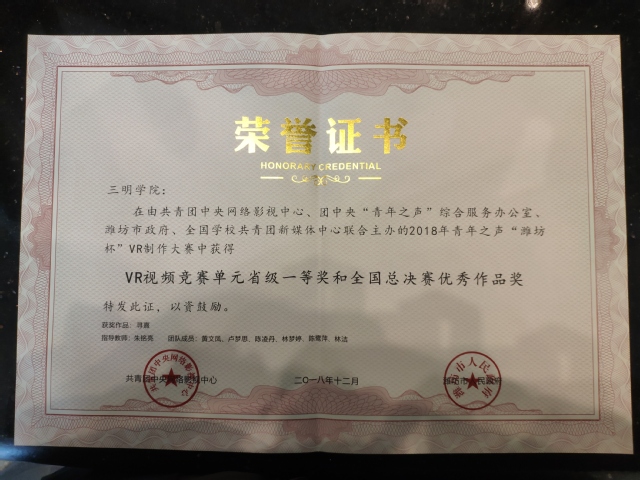 荣誉证书
HONORARY CREDENTIAL
三明学院：
在由共青团中央网络影视中心、团中央“青年之声”综合服务办公室、
潍坊市政府、全国学校共青团新媒体中心联合主办的2018年青年之声“潍坊
杯”VR制作大赛中获得
VR视频竞赛单元省级一等奖和全国总决赛优秀作品奖
特发此证，以资鼓励。
获奖作品：寻嘉
指导教师：朱铭亮 团队成员：黄文凤、卢梦思、陈凌丹、林梦婷、陈鹭萍、林洁
共青团中央网络影视中心 二〇一八年十二月 潍坊市人民政府